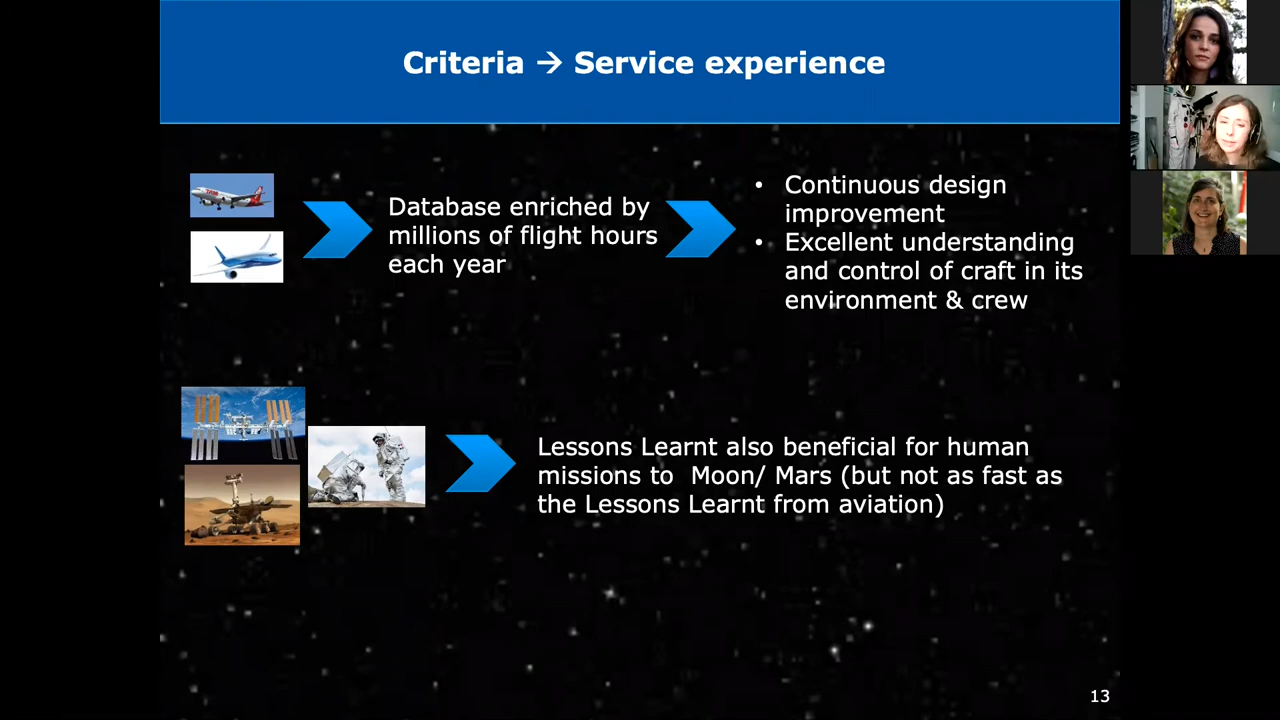 Criteria → Service experience
Database enriched by
millions of flight hours
each year
• Continuous design
improvement
• Excellent understanding
and control of craft in its
environment & crew
Lessons Learnt also beneficial for human
missions to Moon/ Mars (but not as fast as
the Lessons Learnt from aviation)
13